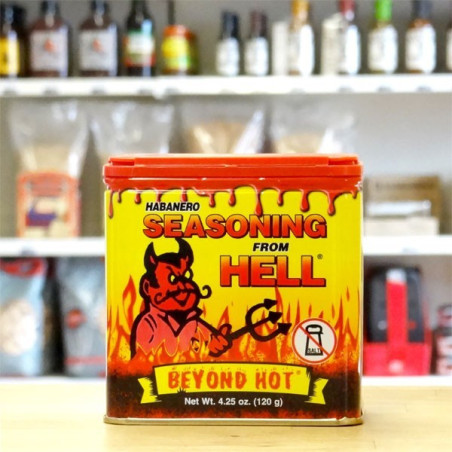 HABANERO
SEASONING
FROM
HELL®
SALT
BEYOND HOT®
Net Wt. 4.25 oz. (120 g)